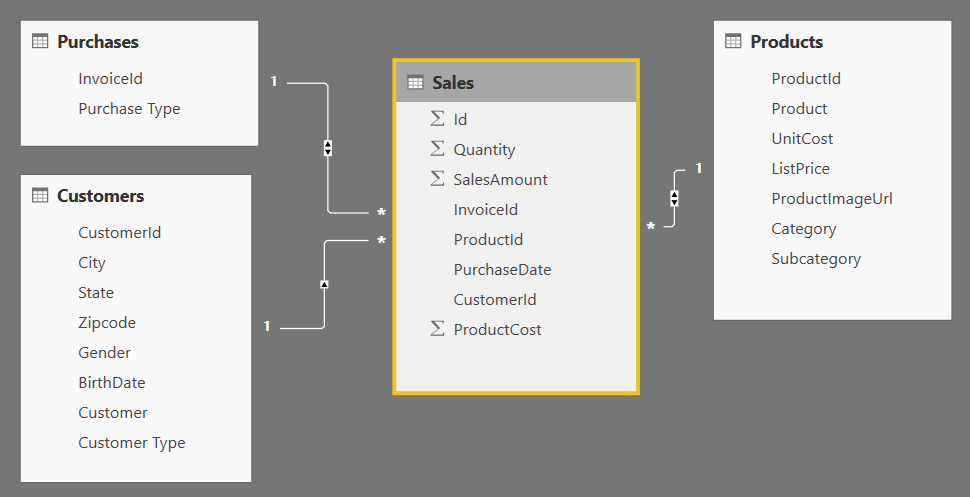 Purchases
InvoiceId
Purchase Type
1
*
Customers
CustomerId
City
State
Zipcode
Gender
BirthDate
Customer
Customer Type
1
*
Sales
Σ Id
Σ Quantity
Σ SalesAmount
InvoiceId
ProductId
PurchaseDate
CustomerId
Σ ProductCost
*
1
Products
ProductId
Product
UnitCost
ListPrice
ProductImageUrl
Category
Subcategory